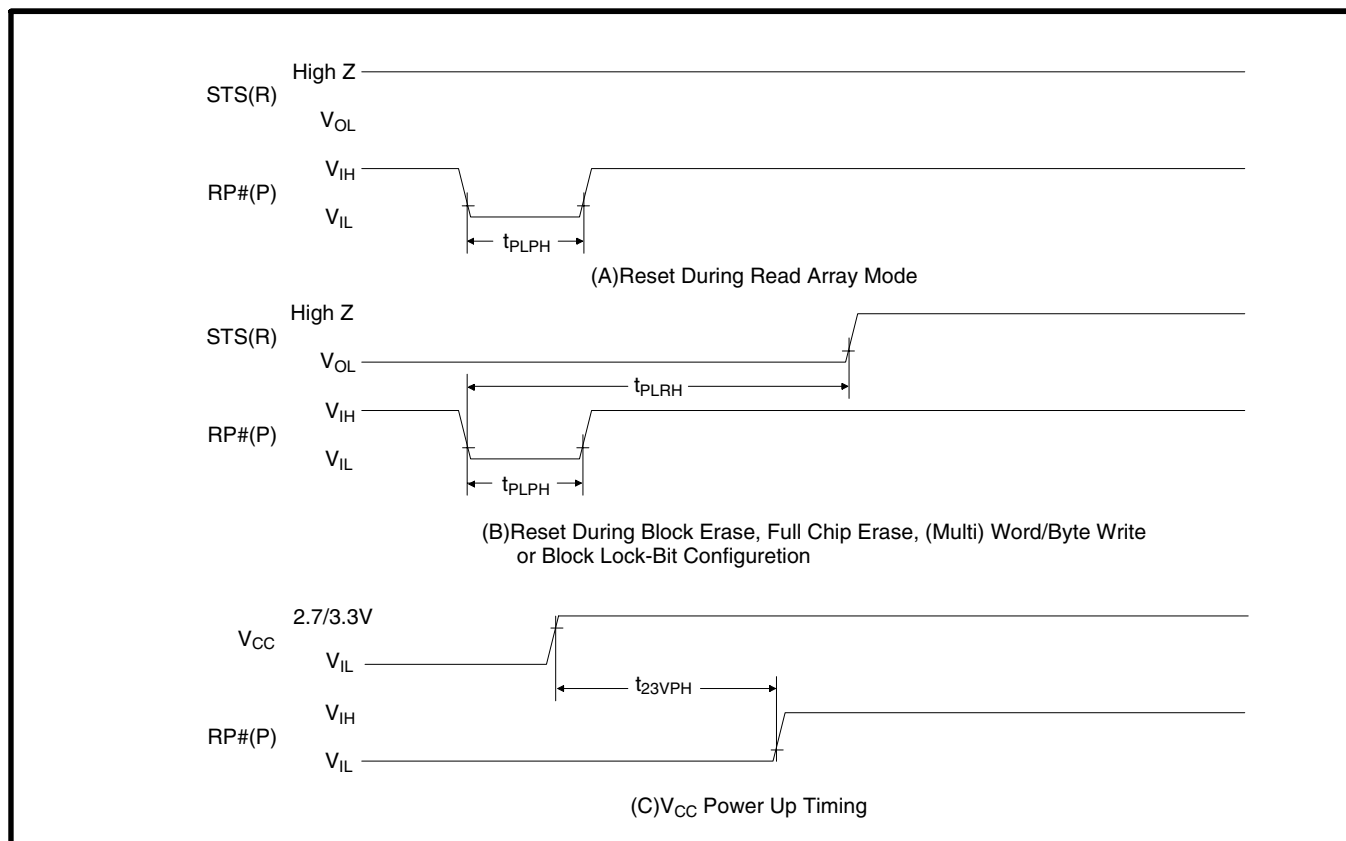 High Z
STS(R)
VOL
VIH
RP#(P)
VIL
tPLPH
(A)Reset During Read Array Mode
High Z
STS(R)
VOL
tPLRH
VIH
RP#(P)
VIL
tPLPH
(B)Reset During Block Erase, Full Chip Erase, (Multi) Word/Byte Write
or Block Lock-Bit Configuretion
2.7/3.3V
VCC
VIL
t23VPH
VIH
RP#(P)
VIL
(C)VCC Power Up Timing